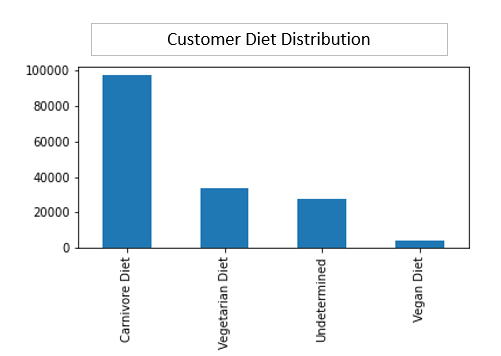 Customer Diet Distribution
100000
80000
60000
40000
20000
0
Carnivore Diet
Vegetarian Diet
Undetermined
Vegan Diet